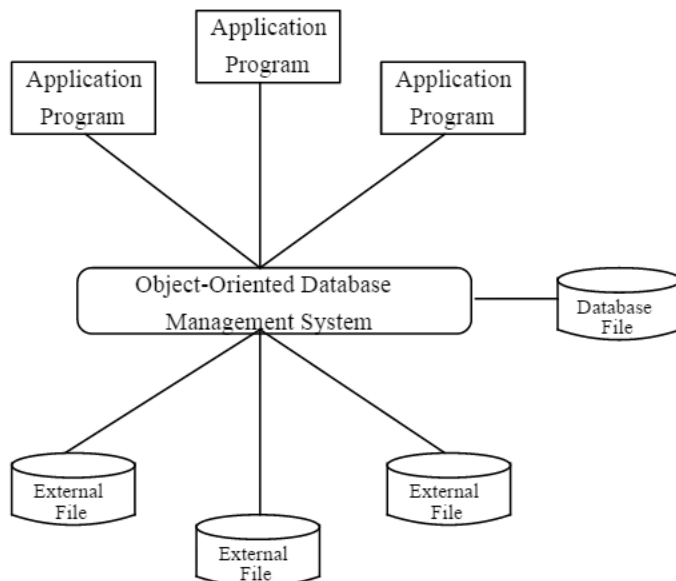 Application
Program
Application
Program
Application
Program
Object-Oriented Database
Management System
Database
File
External
File
External
File
External
File